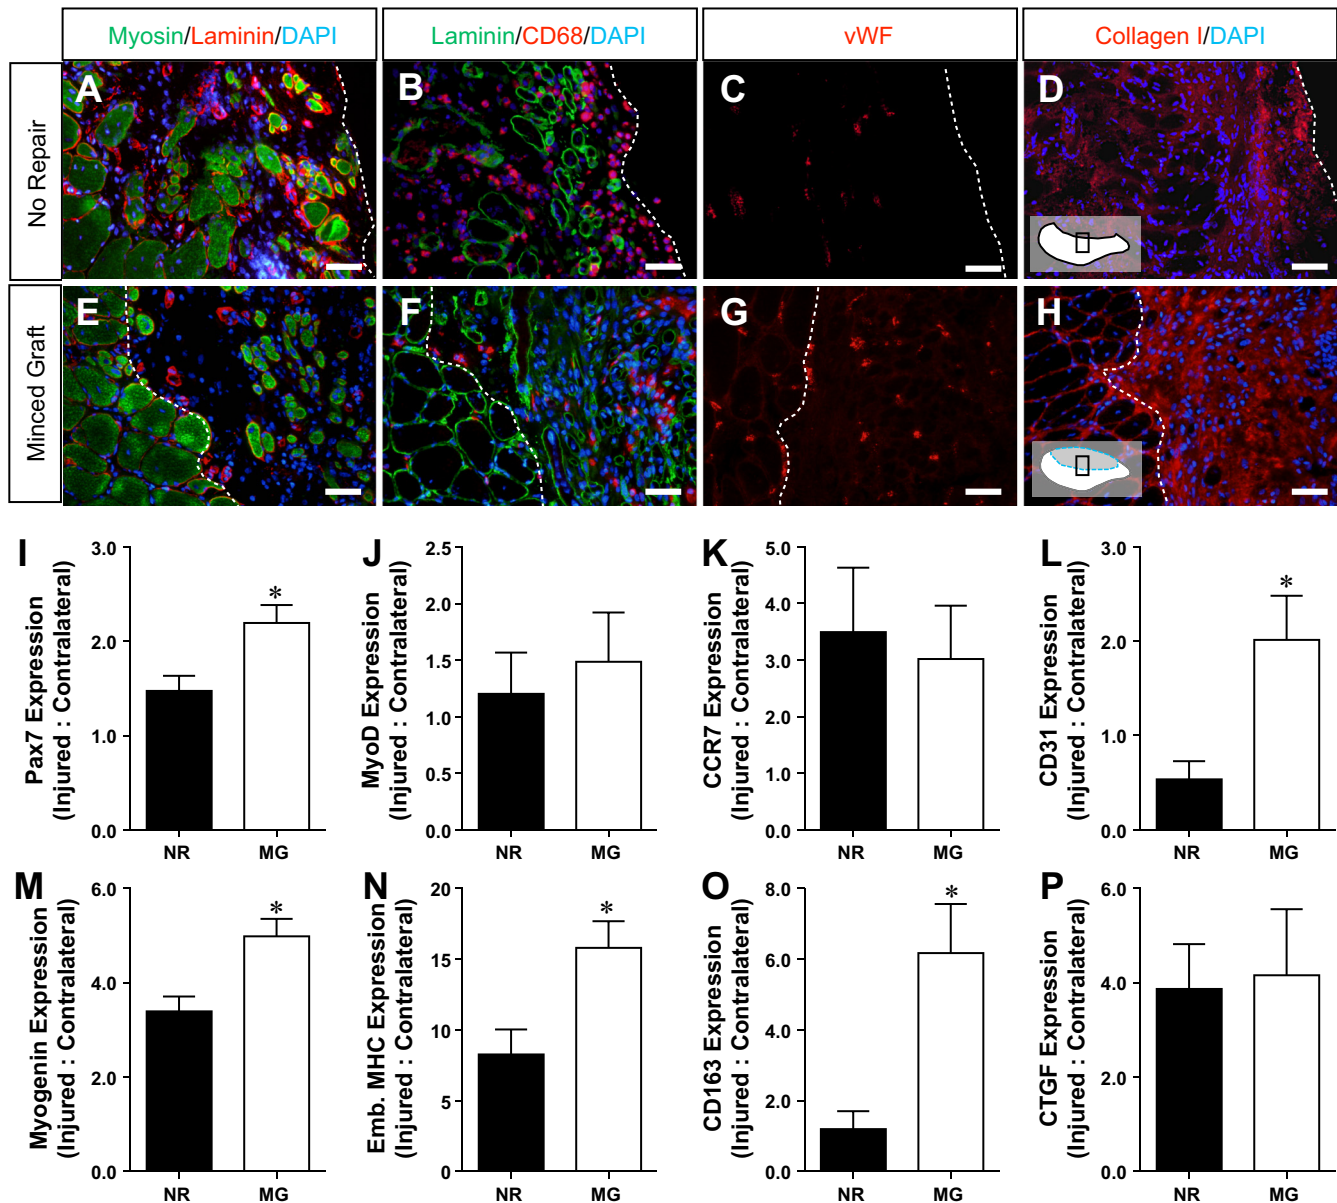 Myosin/Laminin/DAPI
Laminin/CD68/DAPI
vWF
Collagen I/DAPI
No Repair
A
B
C
D
Minced Graft
E
F
G
H
I
Pax7 Expression
(Injured : Contralateral)
3.0
2.0
1.0
0.0
*
NR
MG
J
MyoD Expression
(Injured : Contralateral)
2.5
2.0
1.5
1.0
0.5
0.0
NR
MG
K
CCR7 Expression
(Injured : Contralateral)
5.0
4.0
3.0
2.0
1.0
0.0
NR
MG
L
CD31 Expression
(Injured : Contralateral)
3.0
2.0
1.0
0.0
*
NR
MG
M
Myogenin Expression
(Injured : Contralateral)
6.0
4.0
2.0
0.0
*
NR
MG
N
Emb. MHC Expression
(Injured : Contralateral)
20
15
10
5
0
*
NR
MG
O
CD163 Expression
(Injured : Contralateral)
8.0
6.0
4.0
2.0
0.0
*
NR
MG
P
CTGF Expression
(Injured : Contralateral)
6.0
4.0
2.0
0.0
NR
MG